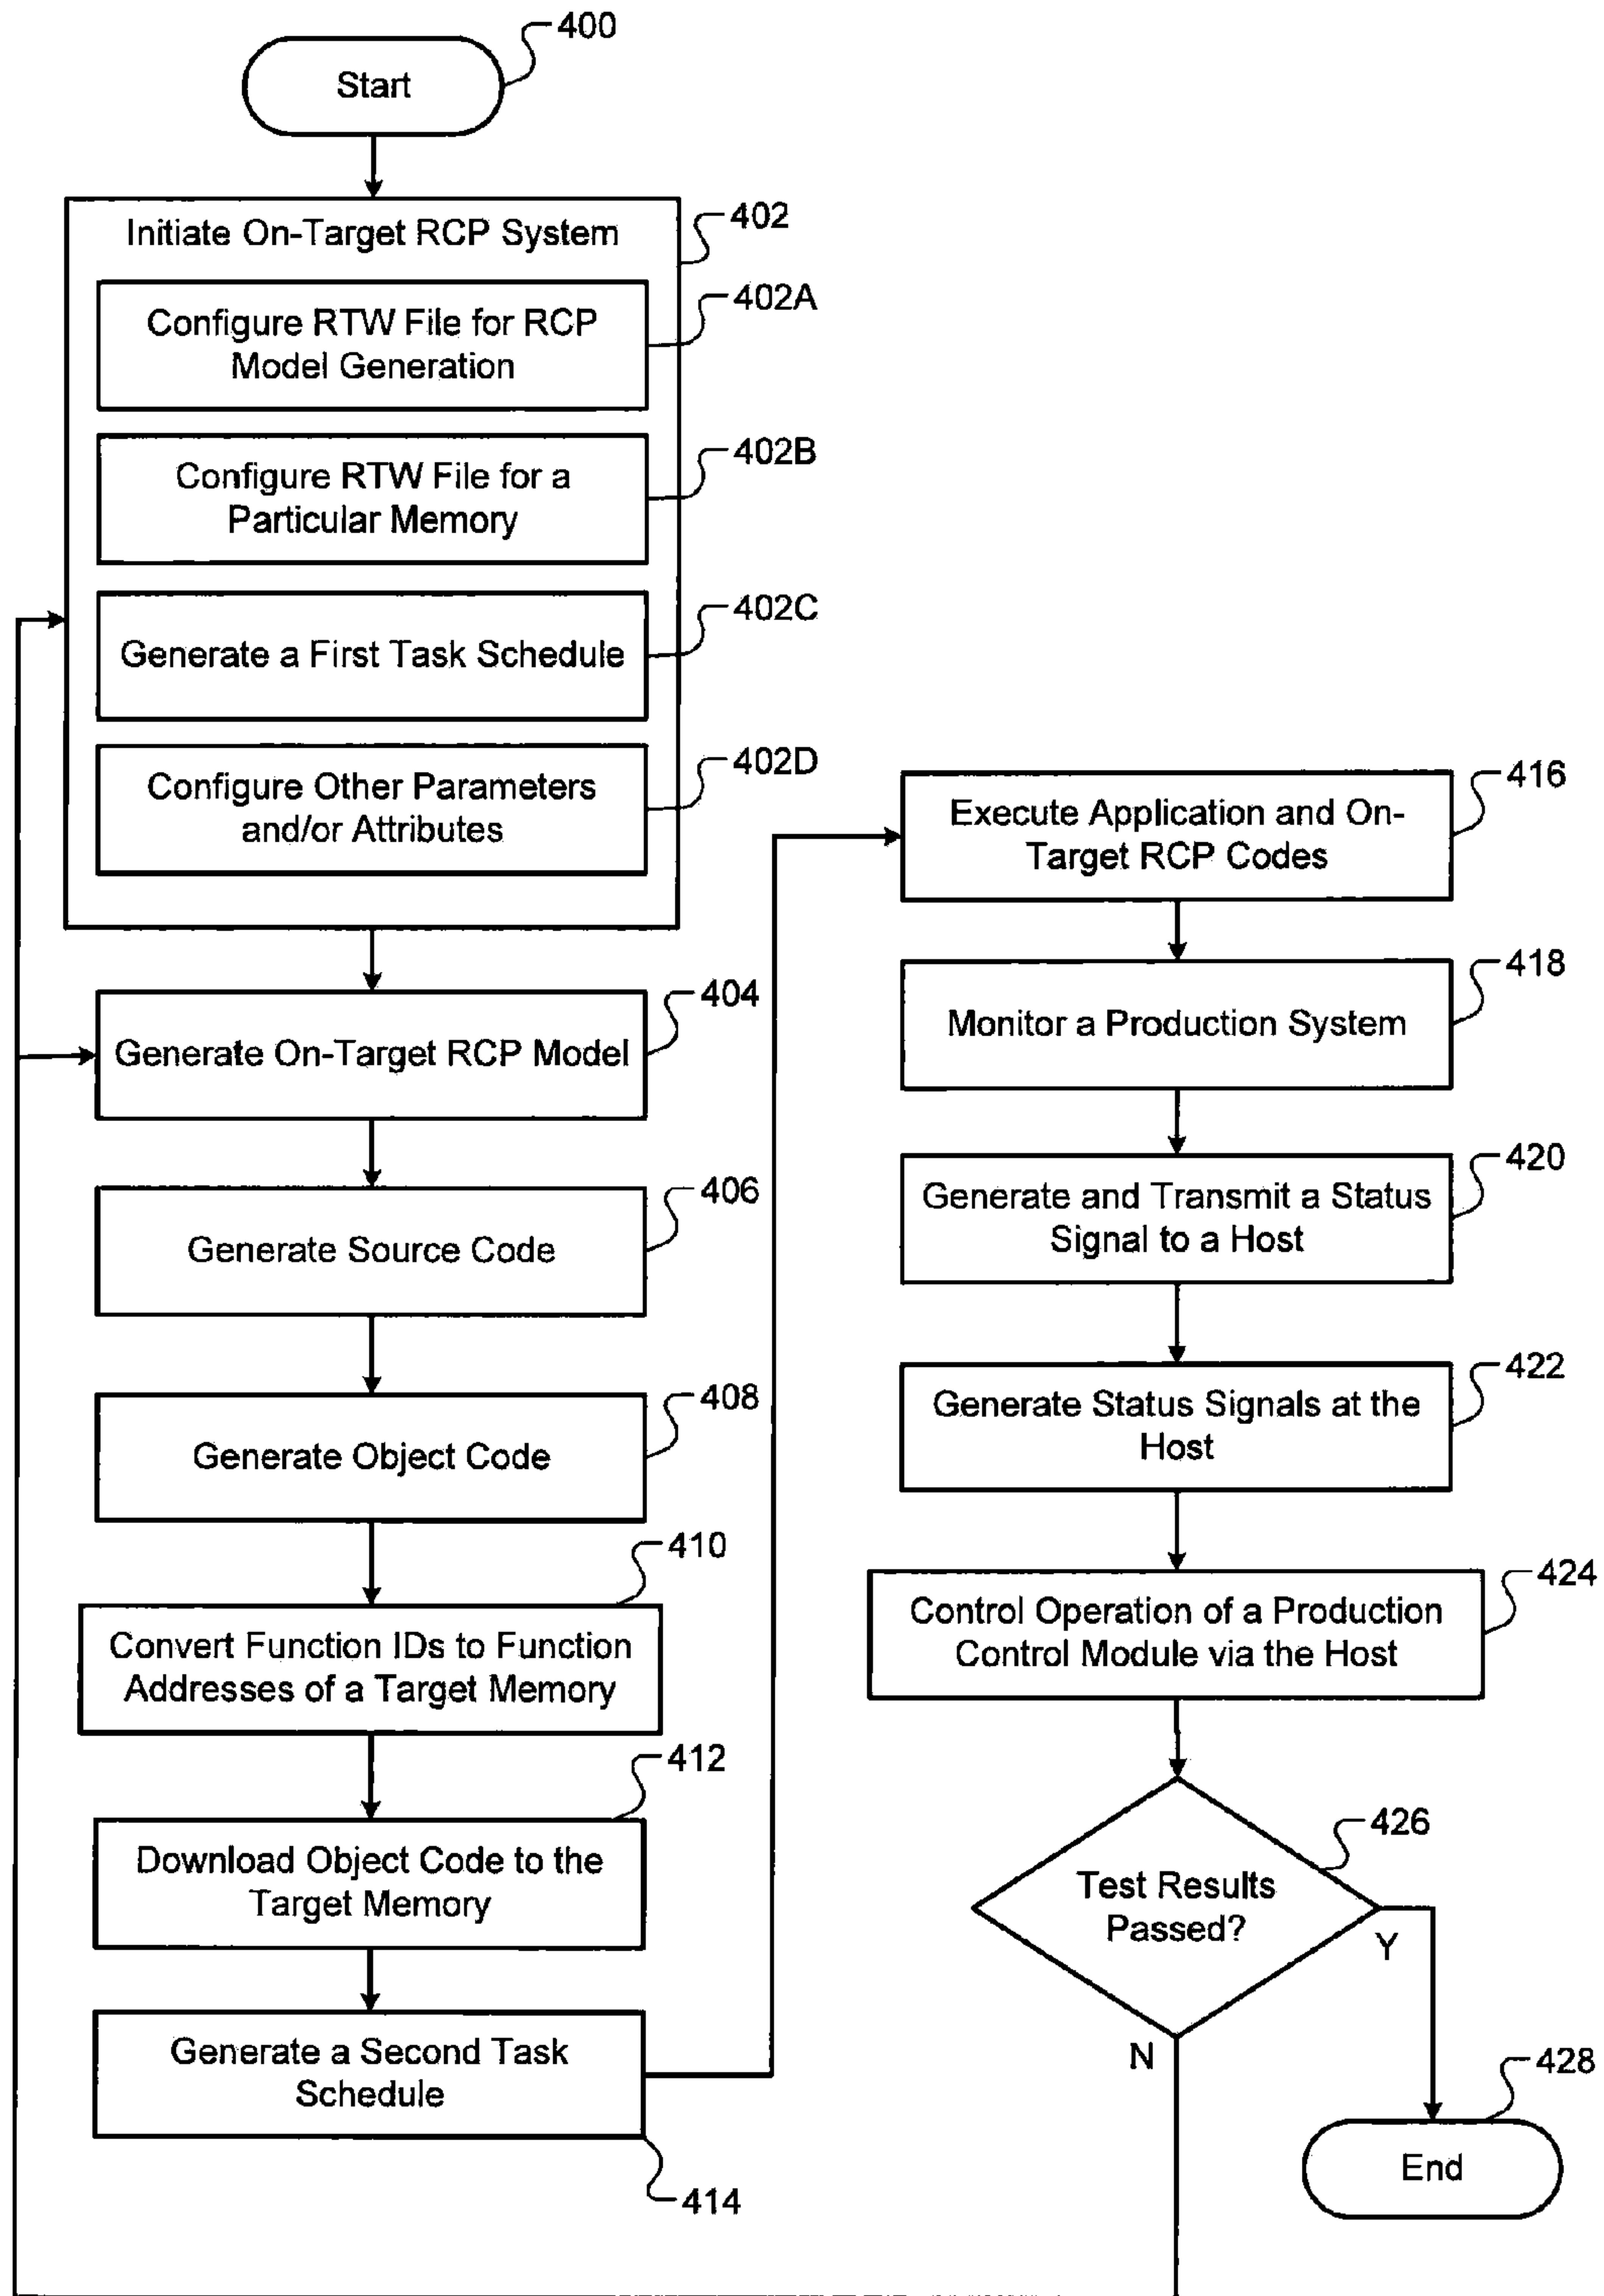 400
Start
Initiate On-Target RCP System
402
Configure RTW File for RCP
Model Generation
402A
Configure RTW File for a
Particular Memory
402B
Generate a First Task Schedule
402C
Configure Other Parameters
and/or Attributes
402D
Generate On-Target RCP Model
404
Generate Source Code
406
Generate Object Code
408
Convert Function IDs to Function
Addresses of a Target Memory
410
Download Object Code to the
Target Memory
412
Generate a Second Task
Schedule
414
Execute Application and On-
Target RCP Codes
416
Monitor a Production System
418
Generate and Transmit a Status
Signal to a Host
420
Generate Status Signals at the
Host
422
Control Operation of a Production
Control Module via the Host
424
Test Results
Passed?
426
Y
N
End
428